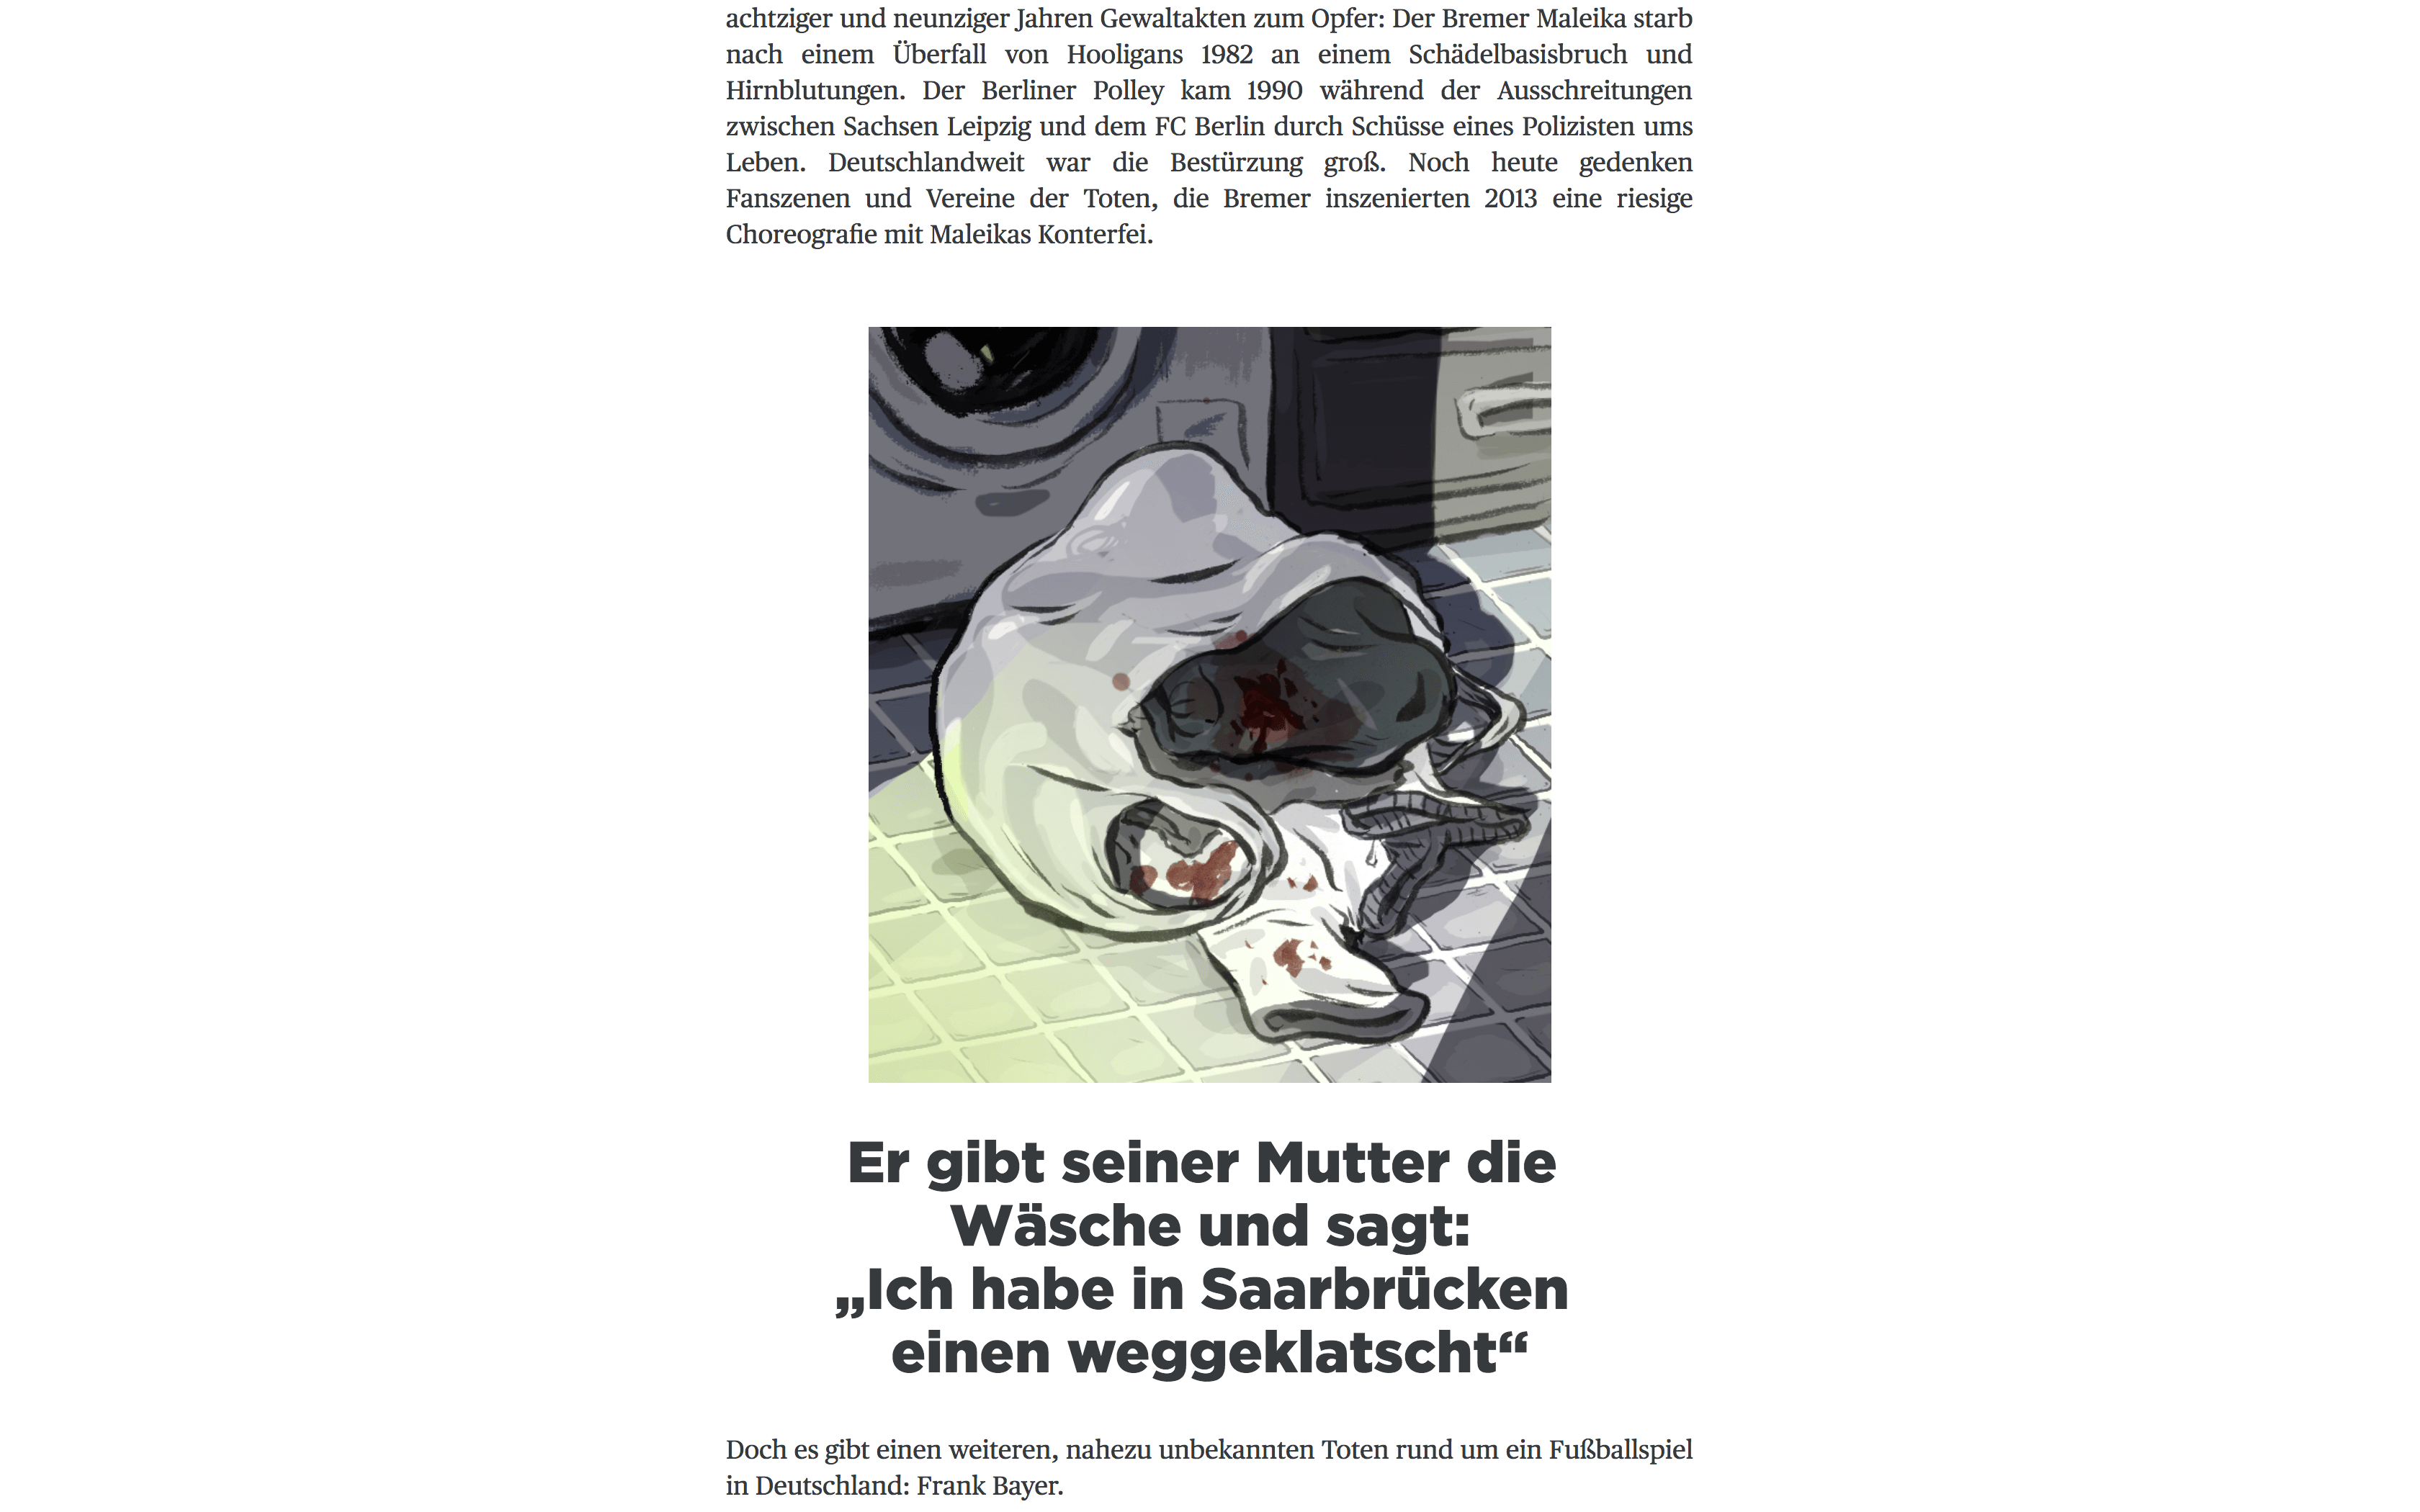 achtziger und neunziger Jahren Gewaltakten zum Opfer: Der Bremer Maleika starb
nach einem Überfall von Hooligans 1982 an einem Schädelbasisbruch und
Hirnblutungen. Der Berliner Polley kam 1990 während der Ausschreitungen
zwischen Sachsen Leipzig und dem FC Berlin durch Schüsse eines Polizisten ums
Leben. Deutschlandweit war die Bestürzung groß. Noch heute gedenken
Fanszenen und Vereine der Toten, die Bremer inszenierten 2013 eine riesige
Choreografie mit Maleikas Konterfei.
Er gibt seiner Mutter die
Wäsche und sagt:
„Ich habe in Saarbrücken
einen weggeklatscht“
Doch es gibt einen weiteren, nahezu unbekannten Toten rund um ein Fußballspiel
in Deutschland: Frank Bayer.